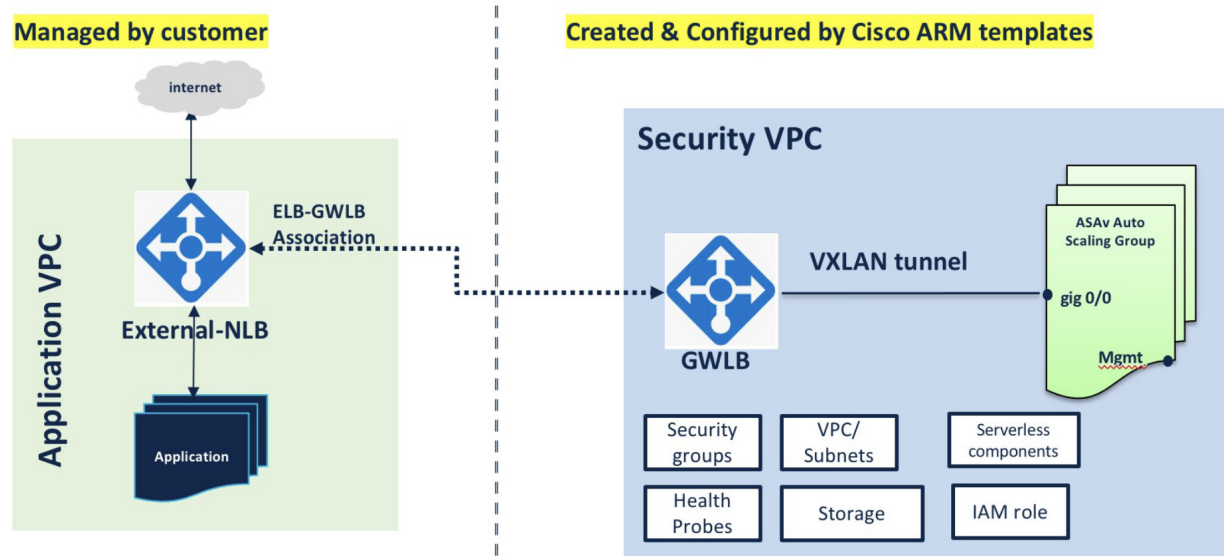 Managed by customer
Created & Configured by Cisco ARM templates
internet
Application VPC
ELB-GWLB
Association
External-NLB
Application
Security VPC
GWLB
VXLAN tunnel
ASAv Auto
Scaling Group
gig 0/0
Mgmt
Security
groups
VPC/
Subnets
Serverless
components
Health
Probes
Storage
IAM role